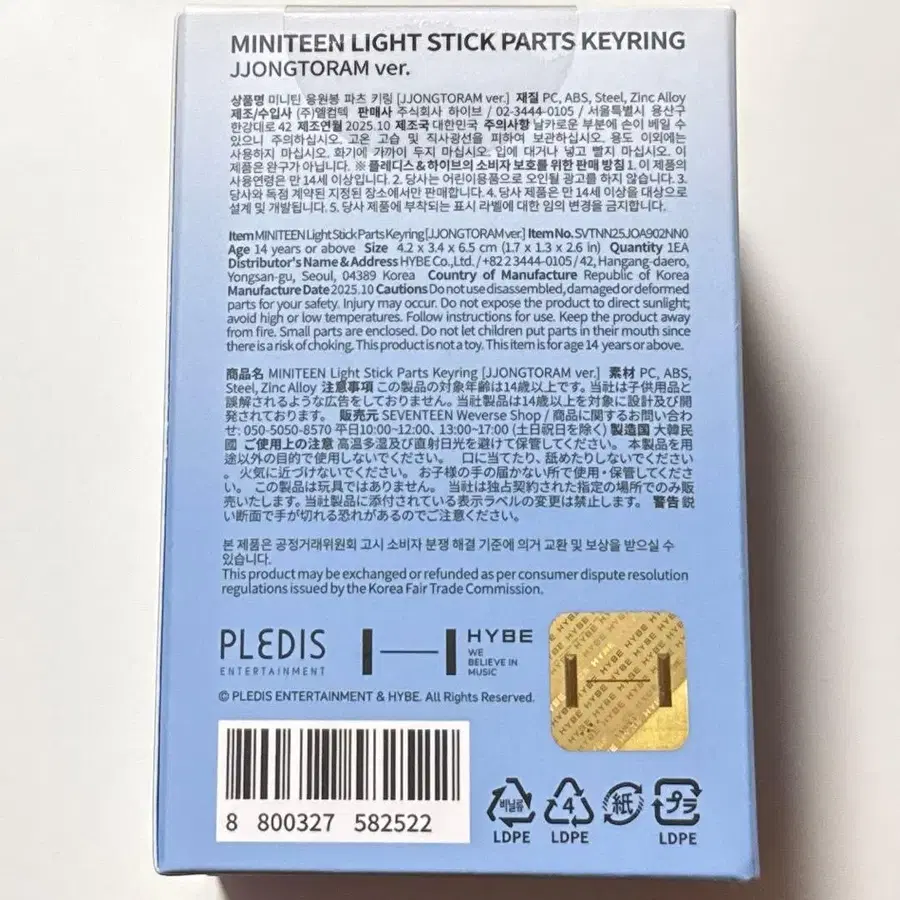 MINITEEN LIGHT STICK PARTS KEYRING
JJONGTORAM ver.
상품명 미니틴 응원봉 파츠 키링 [JJONGTORAM ver.] 재질 PC, ABS, Steel, Zinc Alloy
제조/수입사 (주)엘컴텍 판매사 주식회사 하이브 / 02-3444-0105 / 서울특별시 용산구
한강대로 42 제조연월 2025.10 제조국 대한민국 주의사항 날카로운 부분에 손이 베일 수
있으니 주의하십시오. 고온 고습 및 직사광선을 피하여 보관하십시오. 용도 이외에는
사용하지 마십시오. 화기에 가까이 두지 마십시오. 입에 대거나 넣고 빨지 마십시오. 이
제품은 완구가 아닙니다. ※ 플레디스 & 하이브의 소비자 보호를 위한 판매 방침 1. 이 제품의
사용연령은 만 14세 이상입니다. 2. 당사는 어린이용품으로 오인될 광고를 하지 않습니다. 3.
당사와 독점 계약된 지정된 장소에서만 판매합니다. 4. 당사 제품은 만 14세 이상을 대상으로
설계 및 개발됩니다. 5. 당사 제품에 부착되는 표시 라벨에 대한 임의 변경을 금지합니다.
Item MINITEEN Light Stick Parts Keyring [JJONGTORAM ver.] Item No. SVTNN25JOA902NN0
Age 14 years or above Size 4.2 x 3.4 x 6.5 cm (1.7 x 1.3 x 2.6 in) Quantity 1EA
Distributor's Name & Address HYBE Co., Ltd. / +82 2 3444-0105 / 42, Hangang-daero,
Yongsan-gu, Seoul, 04389 Korea Country of Manufacture Republic of Korea
Manufacture Date 2025.10 Cautions Do not use disassembled, damaged or deformed
parts for your safety. Injury may occur. Do not expose the product to direct sunlight;
avoid high or low temperatures. Follow instructions for use. Keep the product away
from fire. Small parts are enclosed. Do not let children put parts in their mouth since
there is a risk of choking. This product is not a toy. This item is for age 14 years or above.
商品名 MINITEEN Light Stick Parts Keyring [JJONGTORAM ver.] 素材 PC, ABS,
Steel, Zinc Alloy 注意事項 この製品の対象年齢は14歳以上です。当社は子供用品と
誤解されるような広告をしておりません。当社製品は14歳以上を対象に設計及び開
発されております。 販売元 SEVENTEEN Weverse Shop / 商品に関するお問い合わ
せ: 050-5050-8570 平日10:00~12:00、13:00~17:00 (土日祝日を除く) 製造国 大韓民
国 ご使用上の注意 高温多湿及び直射日光を避けて保管してください。 本製品を用
途以外の目的で使用しないでください。 口に当てたり、舐めたりしないでください
。 火気に近づけないでください。 お子様の手の届かない所で使用・保管してくださ
い。 この製品は玩具ではありません。 当社は独占契約された指定の場所でのみ販
売いたします。当社製品に添付されている表示ラベルの変更は禁止します。 警告 鋭
い断面で手が切れる恐れがあるのでご注意ください。
본 제품은 공정거래위원회 고시 소비자 분쟁 해결 기준에 의거 교환 및 보상을 받으실 수
있습니다.
This product may be exchanged or refunded as per consumer dispute resolution
regulations issued by the Korea Fair Trade Commission.
PLEDIS
ENTERTAINMENT
HYBE
WE
BELIEVE IN
MUSIC
© PLEDIS ENTERTAINMENT & HYBE. All Rights Reserved.
HYBE HYBE HYBE
8 800327 582522
비닐류
LDPE
4
LDPE
紙
プラ
LDPE